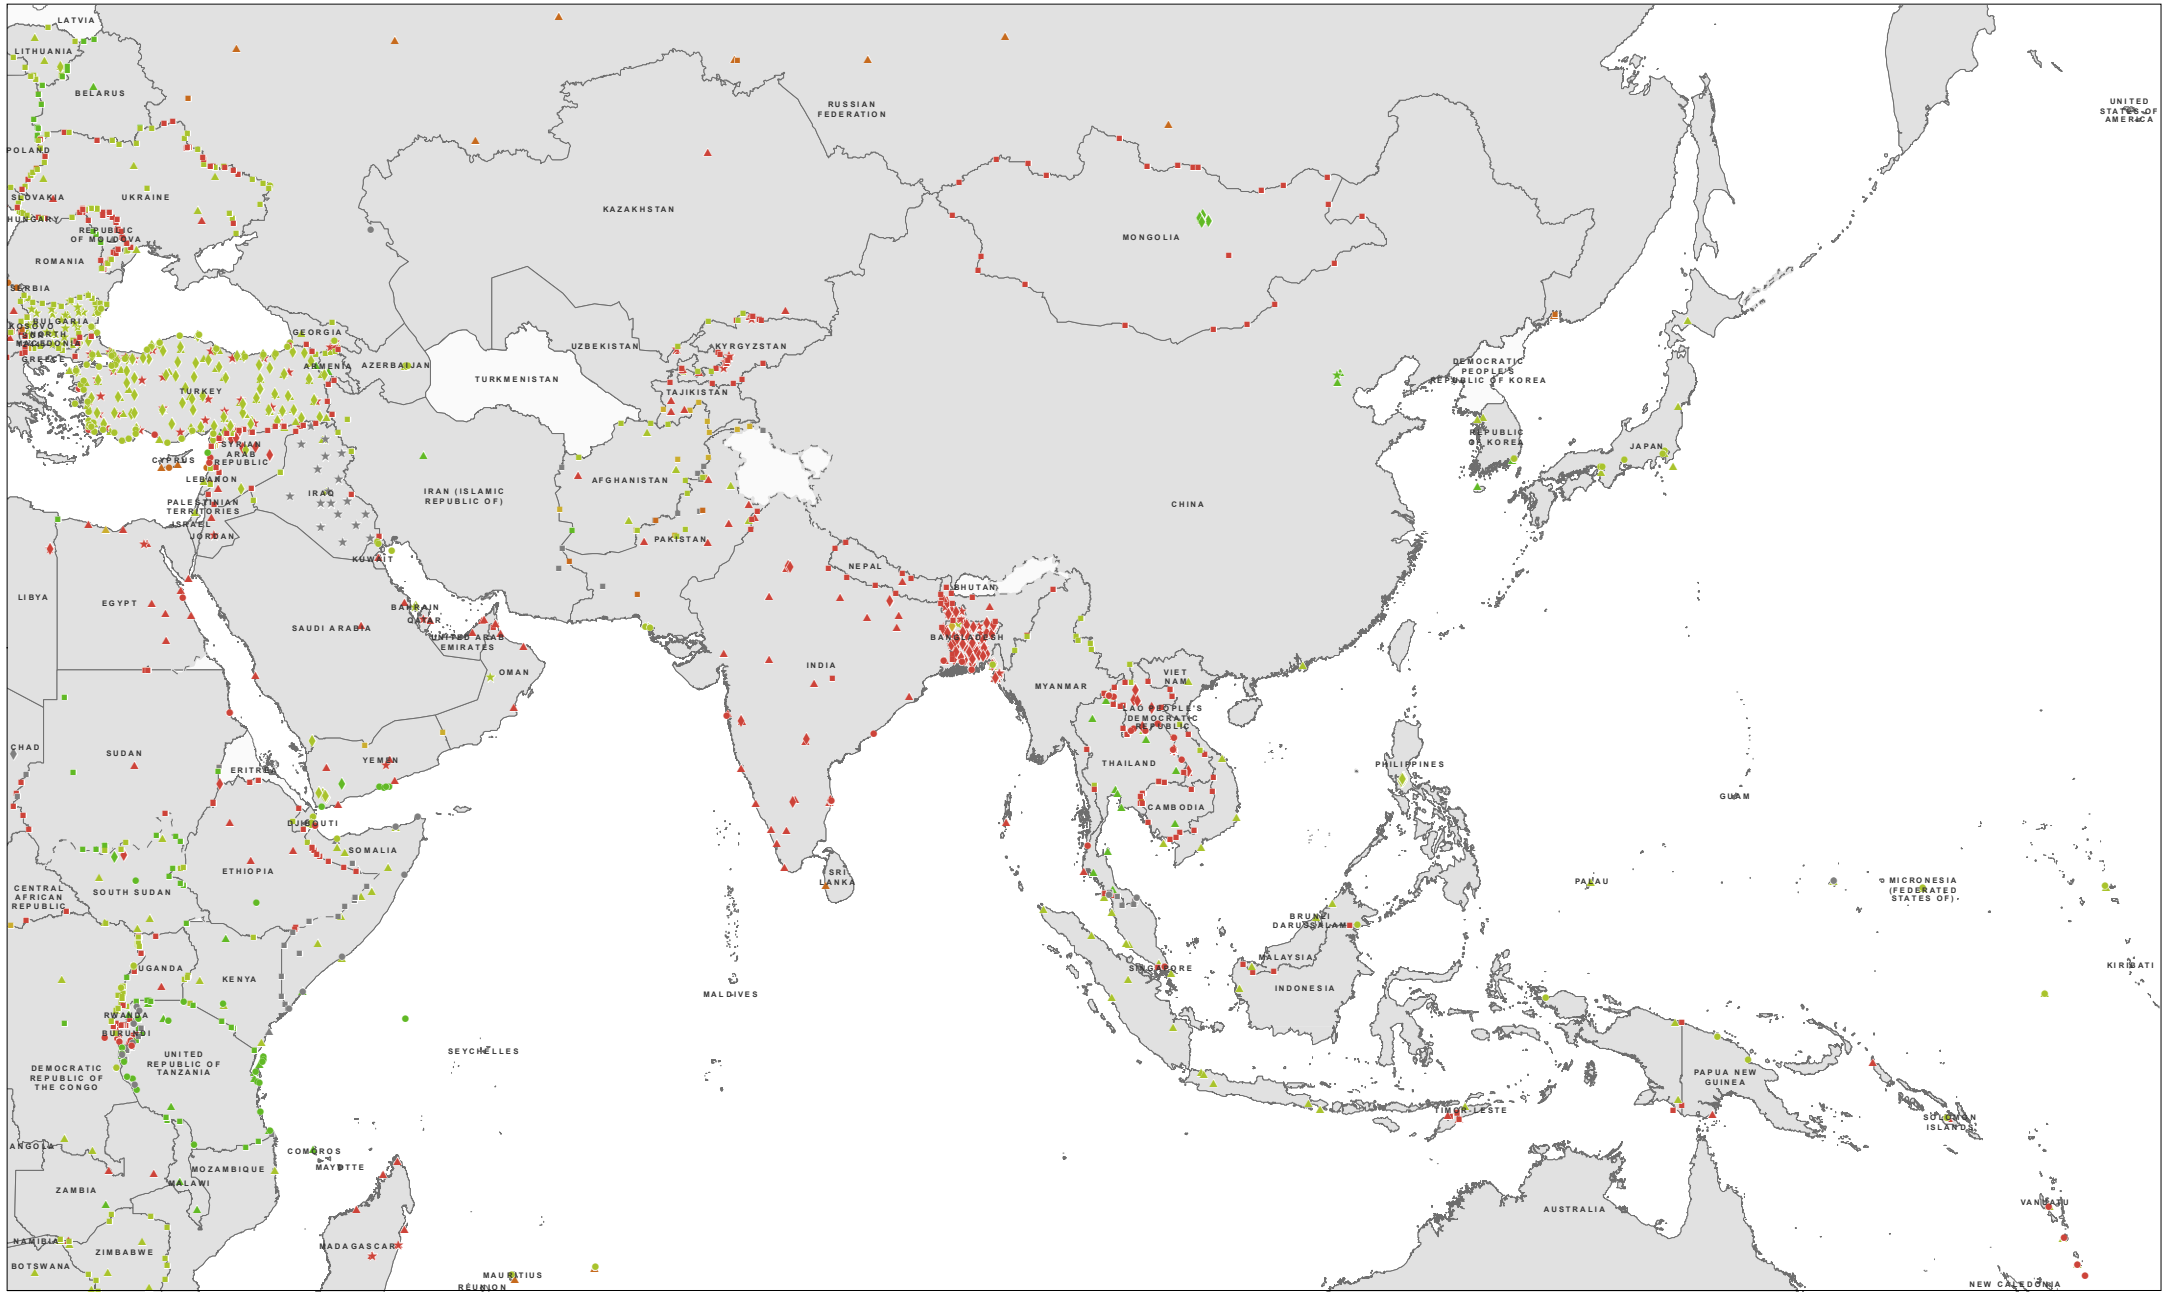 LATVIA
LITHUANIA
BELARUS
POLAND
SLOVAKIA
UKRAINE
HUNGARY
REPUBLIC
OF MOLDOVA
ROMANIA
SERBIA
BULGARIA
KOSOVO
NORTH
MACEDONIA
GREECE
TURKEY
GEORGIA
ARMENIA
AZERBAIJAN
RUSSIAN
FEDERATION
KAZAKHSTAN
UZBEKISTAN
KYRGYZSTAN
TURKMENISTAN
TAJIKISTAN
MONGOLIA
UNITED
STATES OF
AMERICA
DEMOCRATIC
PEOPLE'S
REPUBLIC OF KOREA
REPUBLIC
OF KOREA
JAPAN
CHINA
CYPRUS
SYRIAN
ARAB
REPUBLIC
LEBANON
PALESTINIAN
TERRITORIES
ISRAEL
JORDAN
IRAQ
IRAN (ISLAMIC
REPUBLIC OF)
AFGHANISTAN
PAKISTAN
KUWAIT
NEPAL
BHUTAN
LIBYA
EGYPT
SAUDI ARABIA
BAHRAIN
QATAR
UNITED ARAB
EMIRATES
OMAN
INDIA
BANGLADESH
MYANMAR
VIET
NAM
LAO PEOPLE'S
DEMOCRATIC
REPUBLIC
THAILAND
CAMBODIA
PHILIPPINES
GUAM
CHAD
SUDAN
ERITREA
YEMEN
DJIBOUTI
SOMALIA
ETHIOPIA
SOUTH SUDAN
CENTRAL
AFRICAN
REPUBLIC
SRI
LANKA
MALDIVES
PALAU
MICRONESIA
(FEDERATED
STATES OF)
BRUNEI
DARUSSALAM
MALAYSIA
SINGAPORE
INDONESIA
KIRIBATI
UGANDA
KENYA
RWANDA
BURUNDI
UNITED
REPUBLIC OF
TANZANIA
DEMOCRATIC
REPUBLIC OF
THE CONGO
SEYCHELLES
PAPUA NEW
GUINEA
TIMOR-LESTE
SOLOMON
ISLANDS
ANGOLA
COMOROS
MAYOTTE
MOZAMBIQUE
MALAWI
ZAMBIA
VANUATU
AUSTRALIA
NAMIBIA
ZIMBABWE
BOTSWANA
MADAGASCAR
MAURITIUS
RÉUNION
NEW CALEDONIA